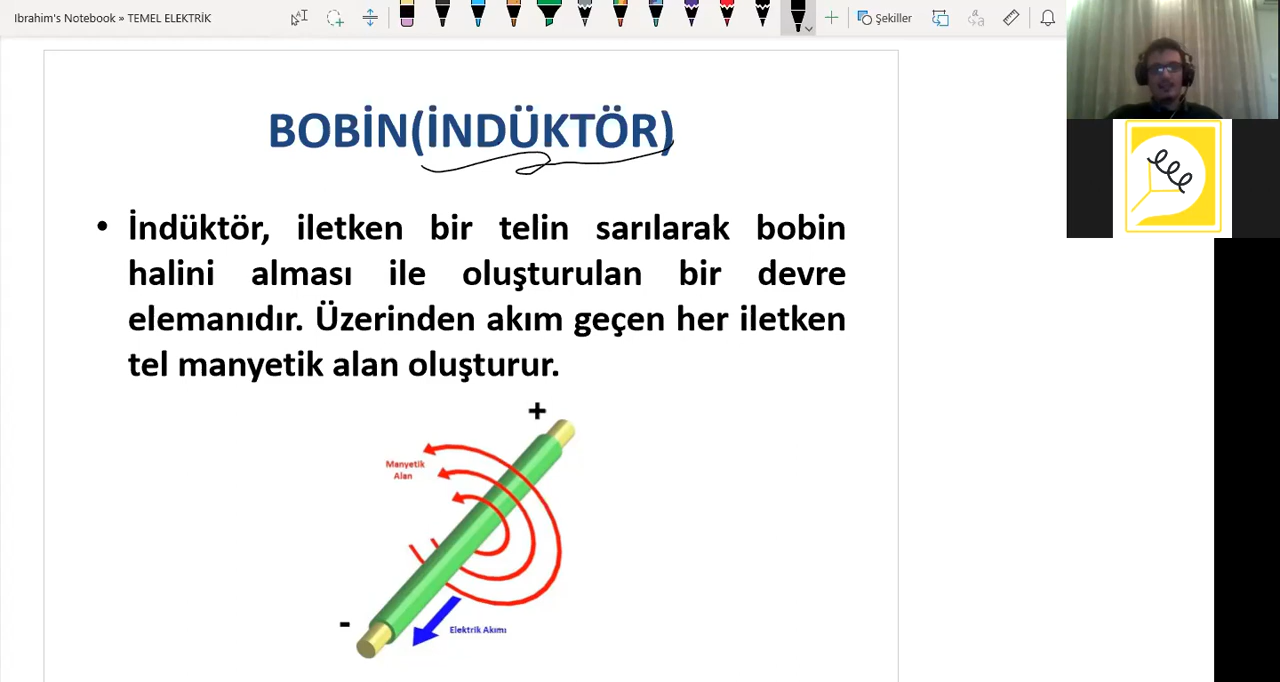 Ibrahim's Notebook » TEMEL ELEKTRİK
Şekiller
BOBİN(İNDÜKTÖR)
• İndüktör, iletken bir telin sarılarak bobin
halini alması ile oluşturulan bir devre
elemanıdır. Üzerinden akım geçen her iletken
tel manyetik alan oluşturur.
+
Manyetik
Alan
-
Elektrik Akımı